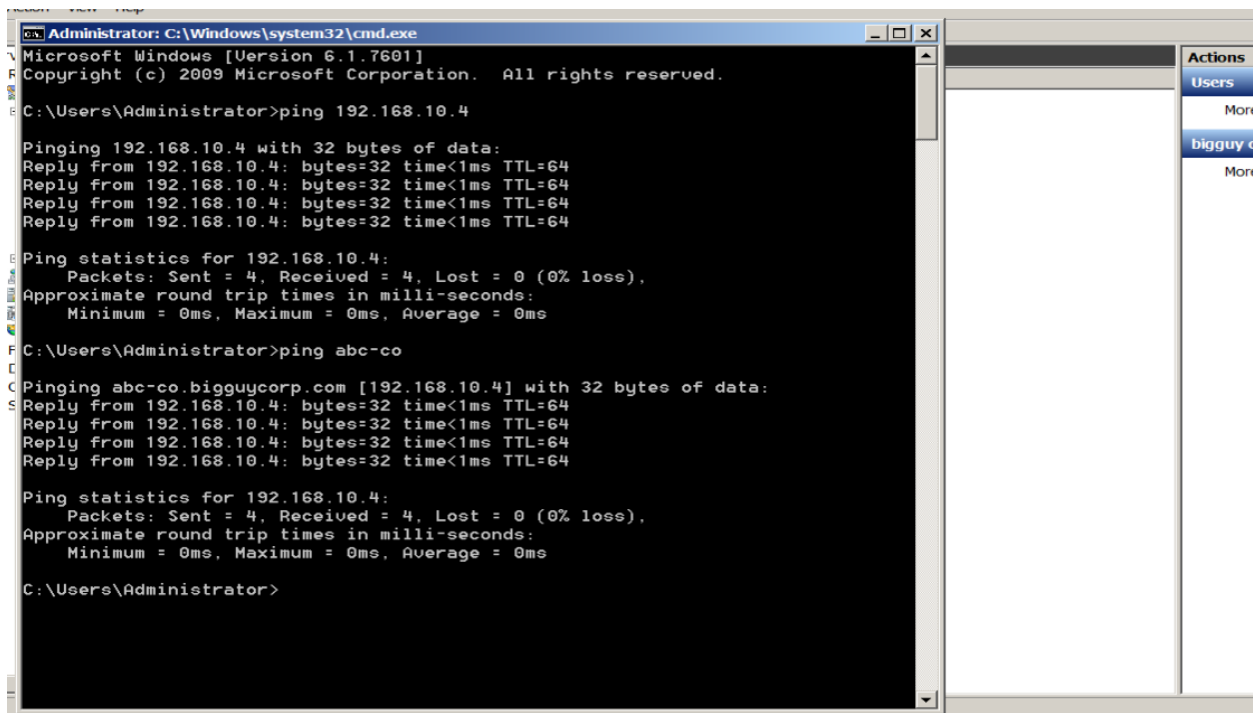 Administrator: C:\Windows\system32\cmd.exe
Microsoft Windows [Version 6.1.7601]
Copyright (c) 2009 Microsoft Corporation.  All rights reserved.
C:\Users\Administrator>ping 192.168.10.4
Pinging 192.168.10.4 with 32 bytes of data:
Reply from 192.168.10.4: bytes=32 time<1ms TTL=64
Reply from 192.168.10.4: bytes=32 time<1ms TTL=64
Reply from 192.168.10.4: bytes=32 time<1ms TTL=64
Reply from 192.168.10.4: bytes=32 time<1ms TTL=64
Ping statistics for 192.168.10.4:
    Packets: Sent = 4, Received = 4, Lost = 0 (0% loss),
Approximate round trip times in milli-seconds:
    Minimum = 0ms, Maximum = 0ms, Average = 0ms
C:\Users\Administrator>ping abc-co
Pinging abc-co.bigguycorp.com [192.168.10.4] with 32 bytes of data:
Reply from 192.168.10.4: bytes=32 time<1ms TTL=64
Reply from 192.168.10.4: bytes=32 time<1ms TTL=64
Reply from 192.168.10.4: bytes=32 time<1ms TTL=64
Reply from 192.168.10.4: bytes=32 time<1ms TTL=64
Ping statistics for 192.168.10.4:
    Packets: Sent = 4, Received = 4, Lost = 0 (0% loss),
Approximate round trip times in milli-seconds:
    Minimum = 0ms, Maximum = 0ms, Average = 0ms
C:\Users\Administrator>
Actions
Users
More
bigguy
More